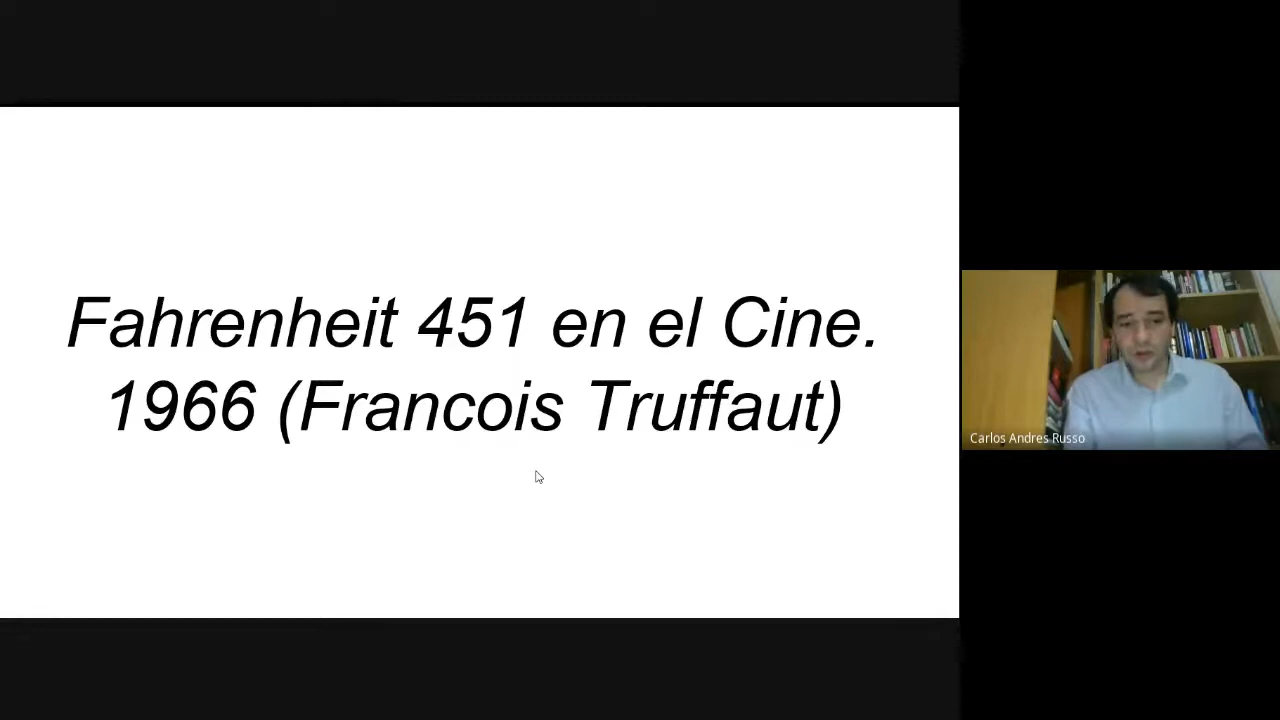 Fahrenheit 451 en el Cine.
1966 (Francois Truffaut)
Carlos Andres Russo